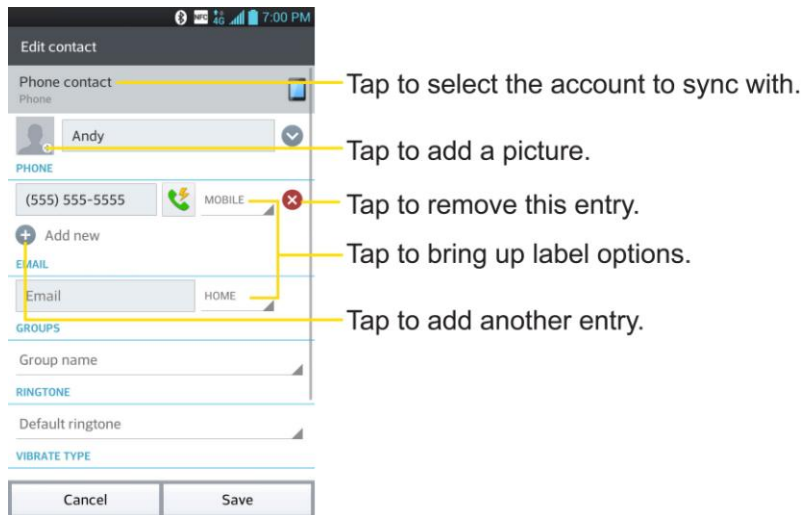 NFC 4G 7:00 PM
Edit contact
Phone contact
Phone
Tap to select the account to sync with.
Andy
Tap to add a picture.
PHONE
(555) 555-5555 MOBILE
Tap to remove this entry.
Add new
Tap to bring up label options.
EMAIL
Email HOME
Tap to add another entry.
GROUPS
Group name
RINGTONE
Default ringtone
VIBRATE TYPE
Cancel Save